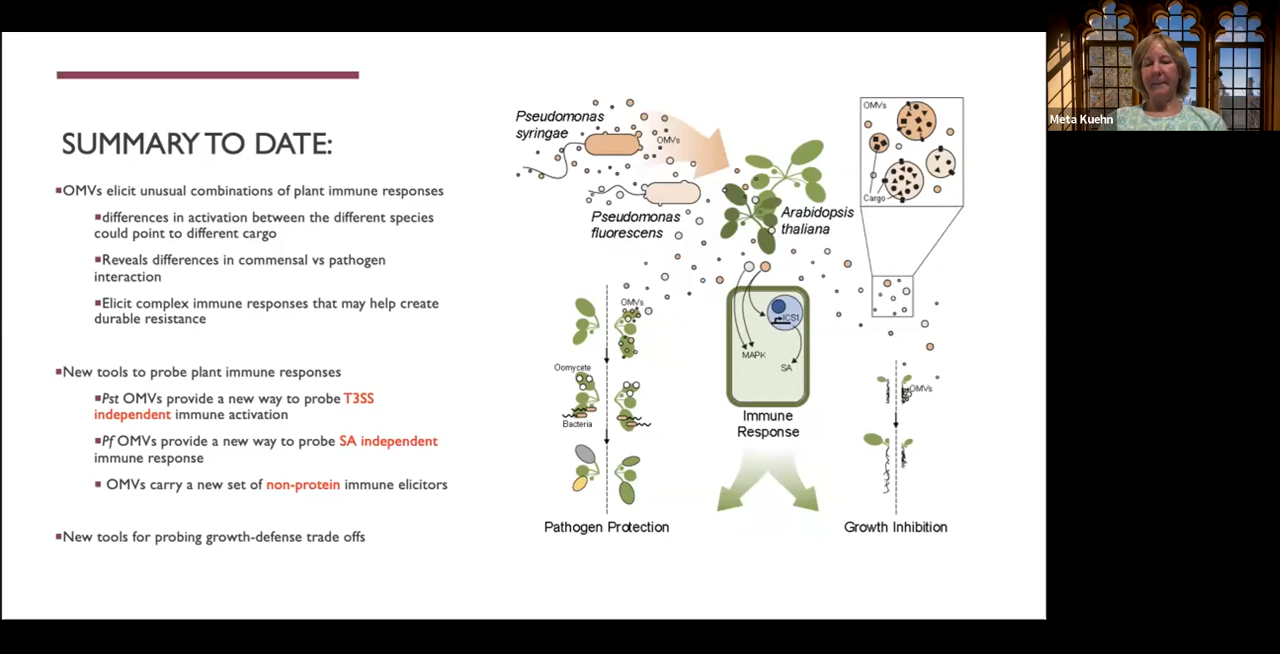 SUMMARY TO DATE:
▪OMVs elicit unusual combinations of plant immune responses
▪differences in activation between the different species
could point to different cargo
▪Reveals differences in commensal vs pathogen
interaction
▪Elicit complex immune responses that may help create
durable resistance
▪New tools to probe plant immune responses
▪Pst OMVs provide a new way to probe T3SS
independent immune activation
▪Pf OMVs provide a new way to probe SA independent
immune response
▪ OMVs carry a new set of non-protein immune elicitors
▪New tools for probing growth-defense trade offs
Pseudomonas
syringae
OMVs
Pseudomonas
fluorescens
Arabidopsis
thaliana
OMVs
Cargo
OMVs
Oomycete
Bacteria
Pathogen Protection
ICS1
MAPK
SA
Immune
Response
OMVs
Growth Inhibition
Meta Kuehn